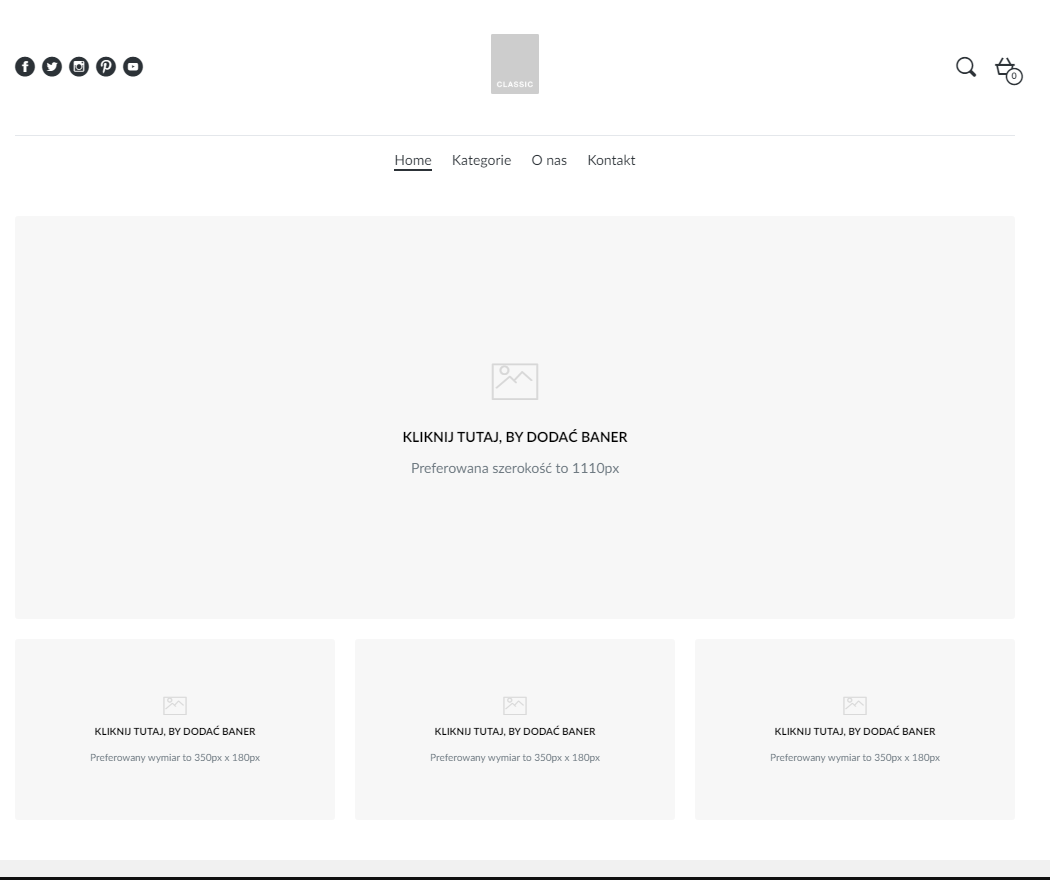 CLASSIC
0
Home Kategorie O nas Kontakt
KLIKNIJ TUTAJ, BY DODAĆ BANER
Preferowana szerokość to 1110px
KLIKNIJ TUTAJ, BY DODAĆ BANER
Preferowany wymiar to 350px x 180px
KLIKNIJ TUTAJ, BY DODAĆ BANER
Preferowany wymiar to 350px x 180px
KLIKNIJ TUTAJ, BY DODAĆ BANER
Preferowany wymiar to 350px x 180px